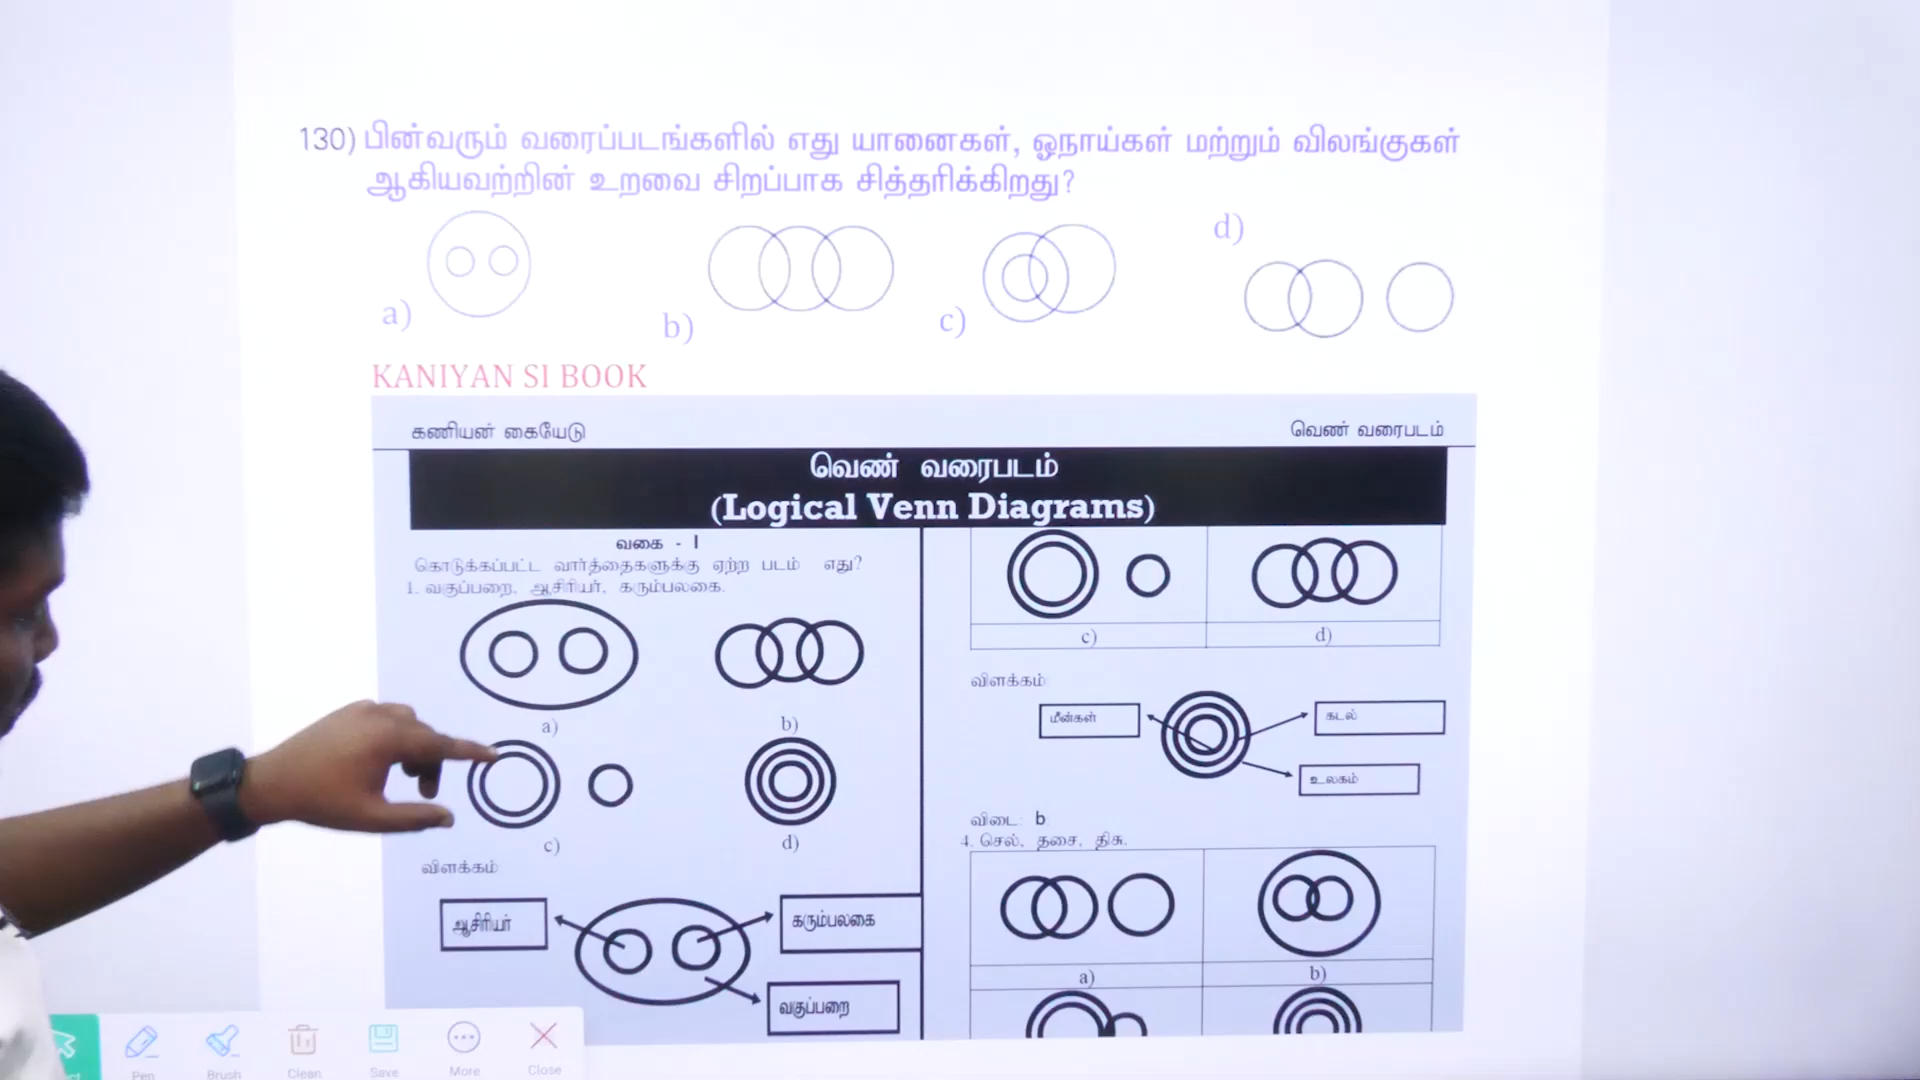 130) பின்வரும் வரைப்படங்களில் எது யானைகள், ஓநாய்கள் மற்றும் விலங்குகள்
ஆகியவற்றின் உறவை சிறப்பாக சித்தரிக்கிறது?
a)
b)
c)
d)
KANIYAN SI BOOK
கணியன் கையேடு
வெண் வரைபடம்
வெண் வரைபடம்
(Logical Venn Diagrams)
வகை - I
கொடுக்கப்பட்ட வார்த்தைகளுக்கு ஏற்ற படம் எது?
1. வகுப்பறை, ஆசிரியர், கரும்பலகை.
a)
b)
c)
d)
விளக்கம்
ஆசிரியர்
கரும்பலகை
வகுப்பறை
c)
d)
விளக்கம்
மீன்கள்
கடல்
உலகம்
விடை: b
4. செல், தசை, திசு.
a)
b)
Pen
Brush
Clean
Save
More
Close